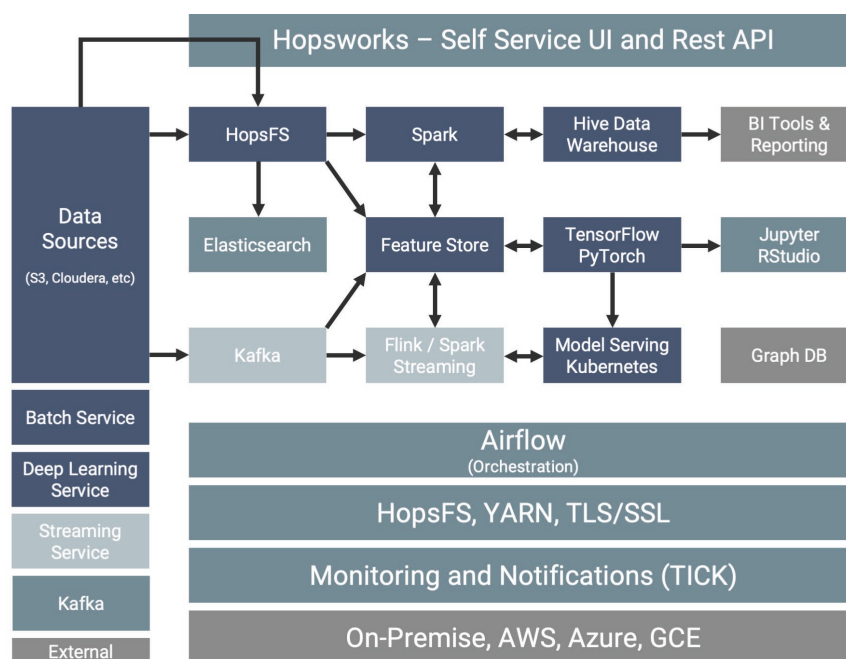 Hopsworks – Self Service UI and Rest API
Data
Sources
(S3, Cloudera, etc)
HopsFS
Spark
Hive Data
Warehouse
BI Tools &
Reporting
Elasticsearch
Feature Store
TensorFlow
PyTorch
Jupyter
RStudio
Kafka
Flink / Spark
Streaming
Model Serving
Kubernetes
Graph DB
Batch Service
Deep Learning
Service
Streaming
Service
Kafka
External
Airflow
(Orchestration)
HopsFS, YARN, TLS/SSL
Monitoring and Notifications (TICK)
On-Premise, AWS, Azure, GCE